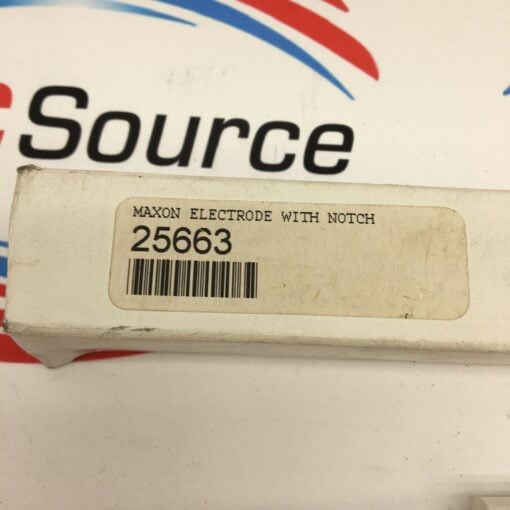 Source
MAXON ELECTRODE WITH NOTCH
25663